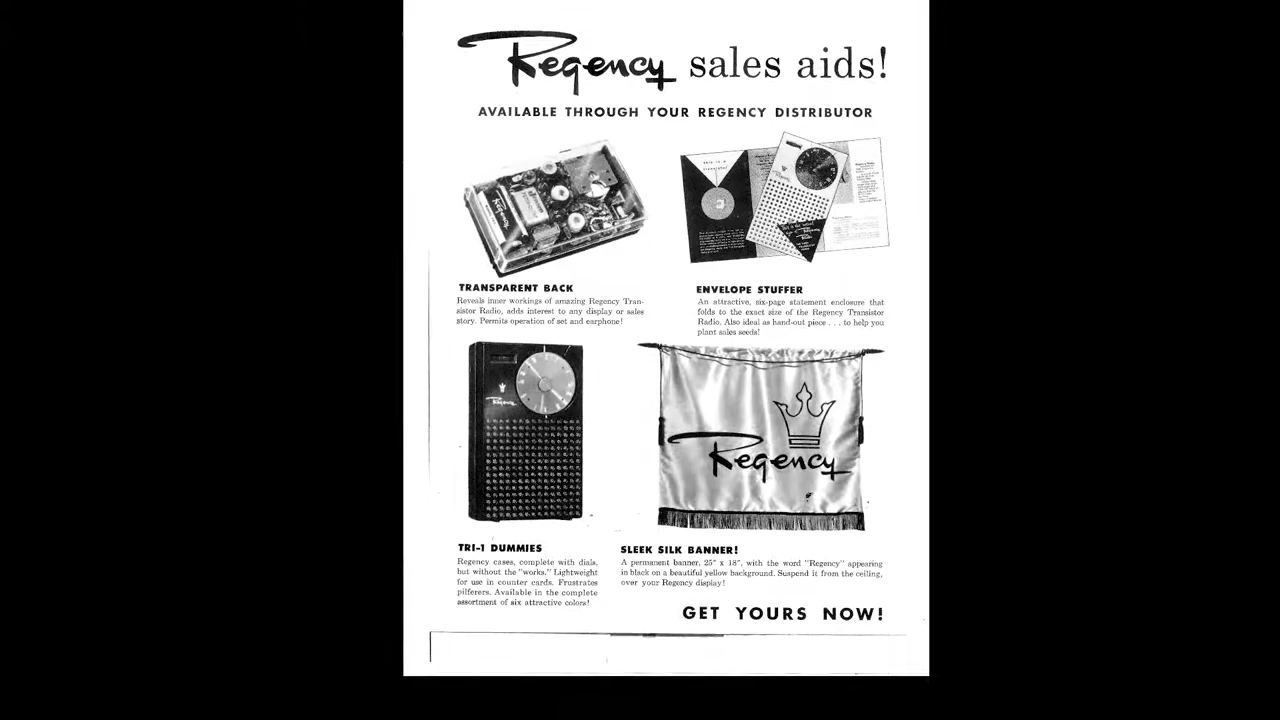 Regency sales aids!
AVAILABLE THROUGH YOUR REGENCY DISTRIBUTOR
Regency
this is a
transistor!
TRANSPARENT BACK
Reveals inner workings of amazing Regency Tran-
sistor Radio, adds interest to any display or sales
story. Permits operation of set and earphone!
ENVELOPE STUFFER
An attractive, six-page statement enclosure that
folds to the exact size of the Regency Transistor
Radio. Also ideal as hand-out piece . . . to help you
plant sales seeds!
Regency
Regency
TRI-1 DUMMIES
Regency cases, complete with dials,
but without the "works." Lightweight
for use in counter cards. Frustrates
pilferers. Available in the complete
assortment of six attractive colors!
SLEEK SILK BANNER!
A permanent banner, 25" x 18", with the word "Regency" appearing
in black on a beautiful yellow background. Suspend it from the ceiling,
over your Regency display!
GET YOURS NOW!